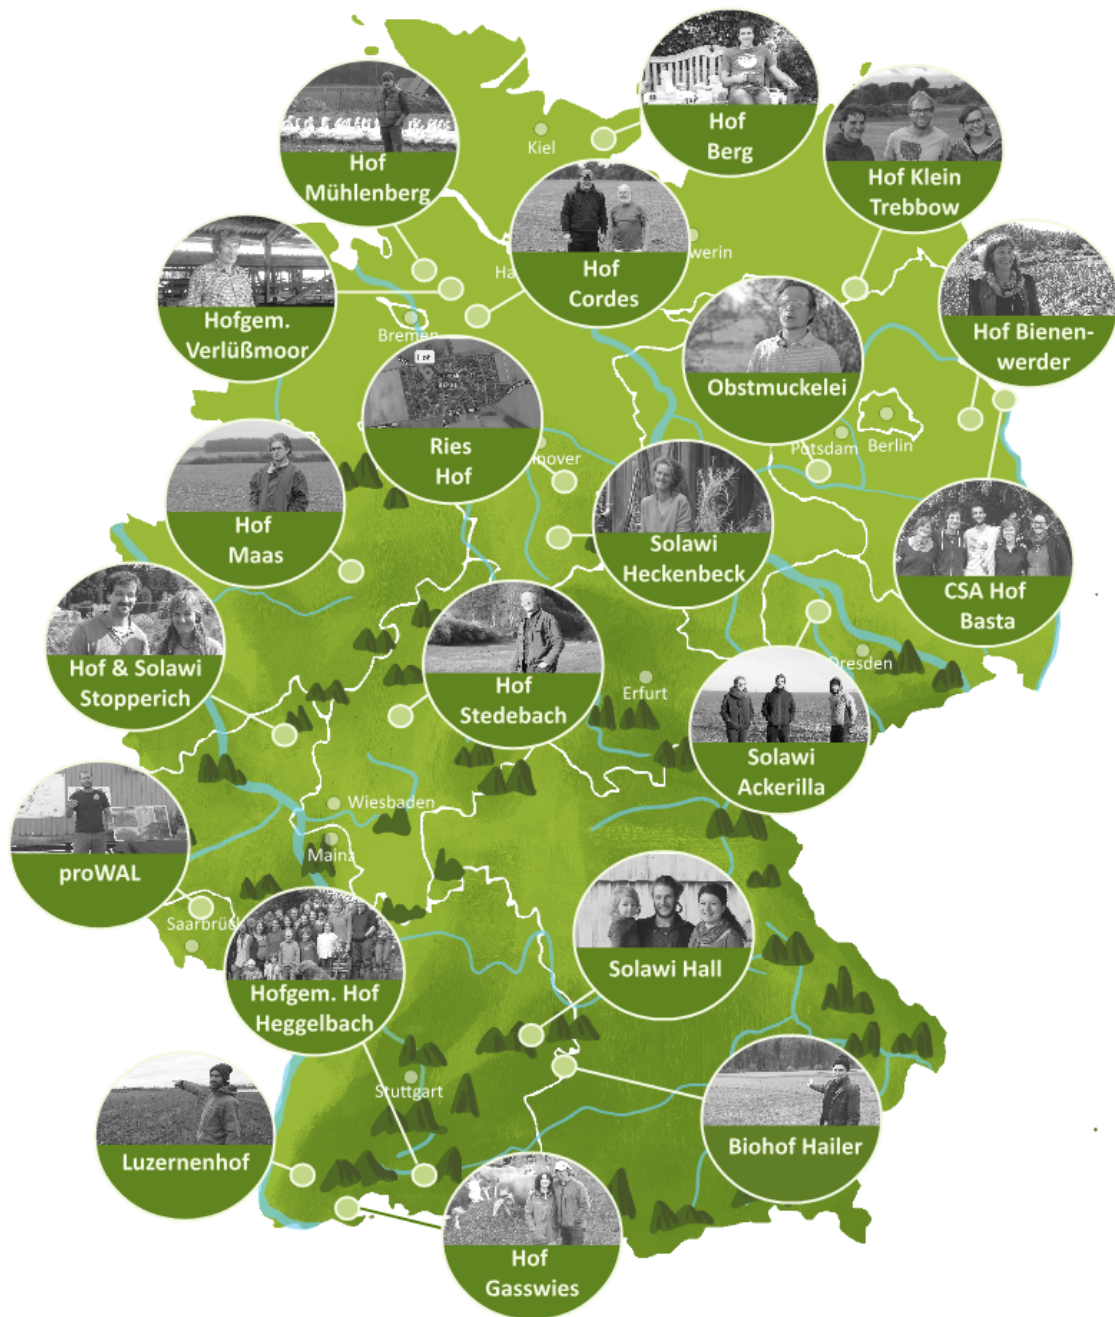 Hof
Berg
Kiel
Hof
Mühlenberg
Hof Klein
Trebbow
Hof
Cordes
Hofgem.
Verlüßmoor
Bremen
Hof Bienen-
werder
Obstmuckelei
Ries
Hof
Potsdam
Berlin
Hof
Maas
Solawi
Heckenbeck
CSA Hof
Basta
Hof & Solawi
Stopperich
Hof
Stedebach
Erfurt
Dresden
Solawi
Ackerilla
Wiesbaden
Mainz
proWAL
Saarbrück
Hofgem. Hof
Heggelbach
Solawi Hall
Stuttgart
Biohof Hailer
Luzernenhof
Hof
Gasswies